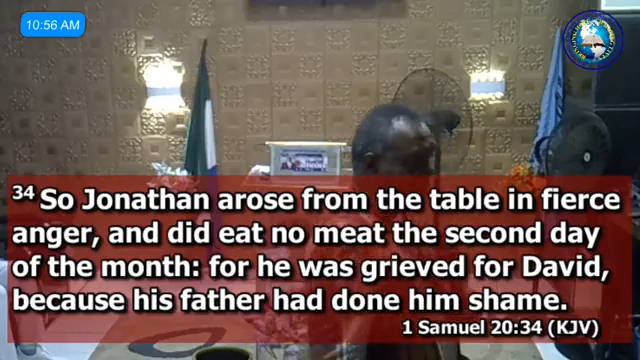 10:56 AM
34 So Jonathan arose from the table in fierce
anger, and did eat no meat the second day
of the month: for he was grieved for David,
because his father had done him shame.
1 Samuel 20:34 (KJV)